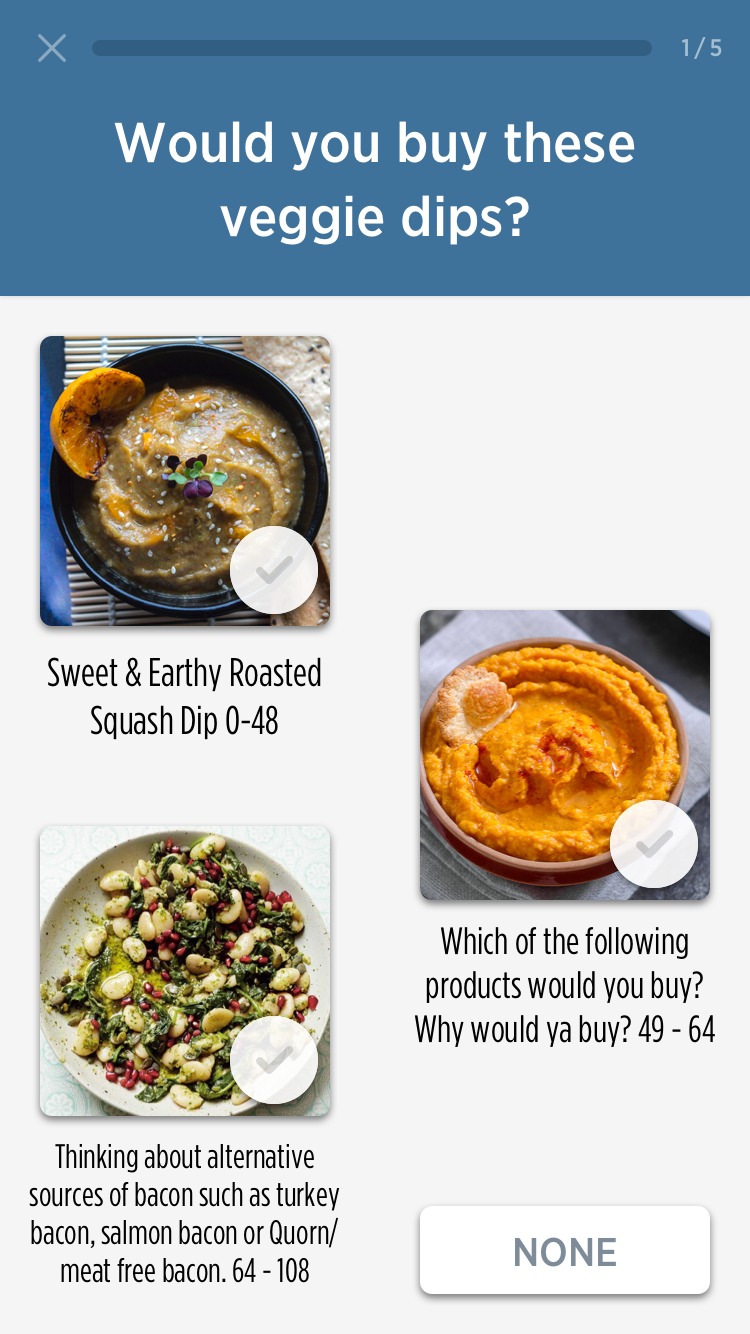 1/5
Would you buy these
veggie dips?
Sweet & Earthy Roasted
Squash Dip 0-48
Which of the following
products would you buy?
Why would ya buy? 49 - 64
Thinking about alternative
sources of bacon such as turkey
bacon, salmon bacon or Quorn/
meat free bacon. 64 - 108
NONE